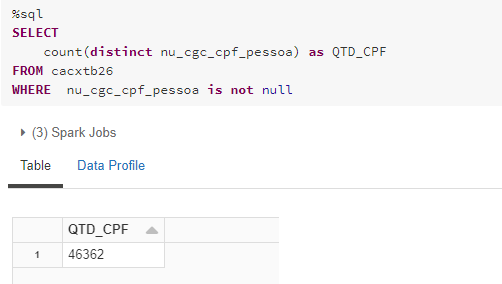 %sql
SELECT
count(distinct nu_cgc_cpf_pessoa) as QTD_CPF
FROM cacxtb26
WHERE  nu_cgc_cpf_pessoa is not null
(3) Spark Jobs
Table Data Profile
QTD_CPF
1 46362